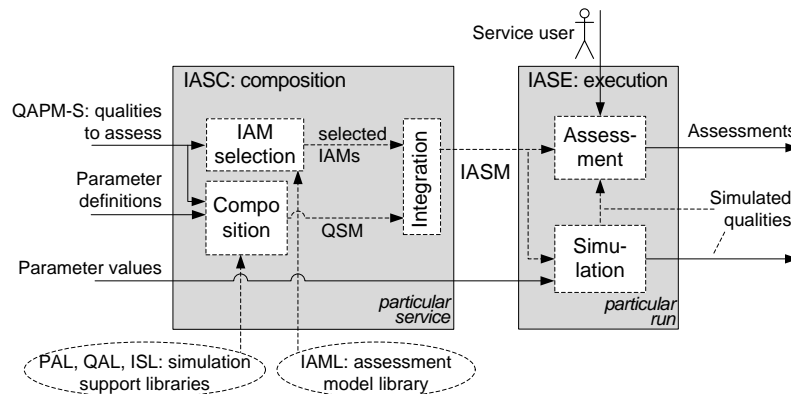 Service user
IASC: composition
IASE: execution
QAPM-S: qualities
to assess
IAM
selection
selected
IAMs
Integration
IASM
Assess-
ment
Assessments
Parameter
definitions
Compo
sition
QSM
Simulated
qualities
Simu-
lation
Parameter values
particular
service
particular
run
PAL, QAL, ISL: simulation
support libraries
IAML: assessment
model library